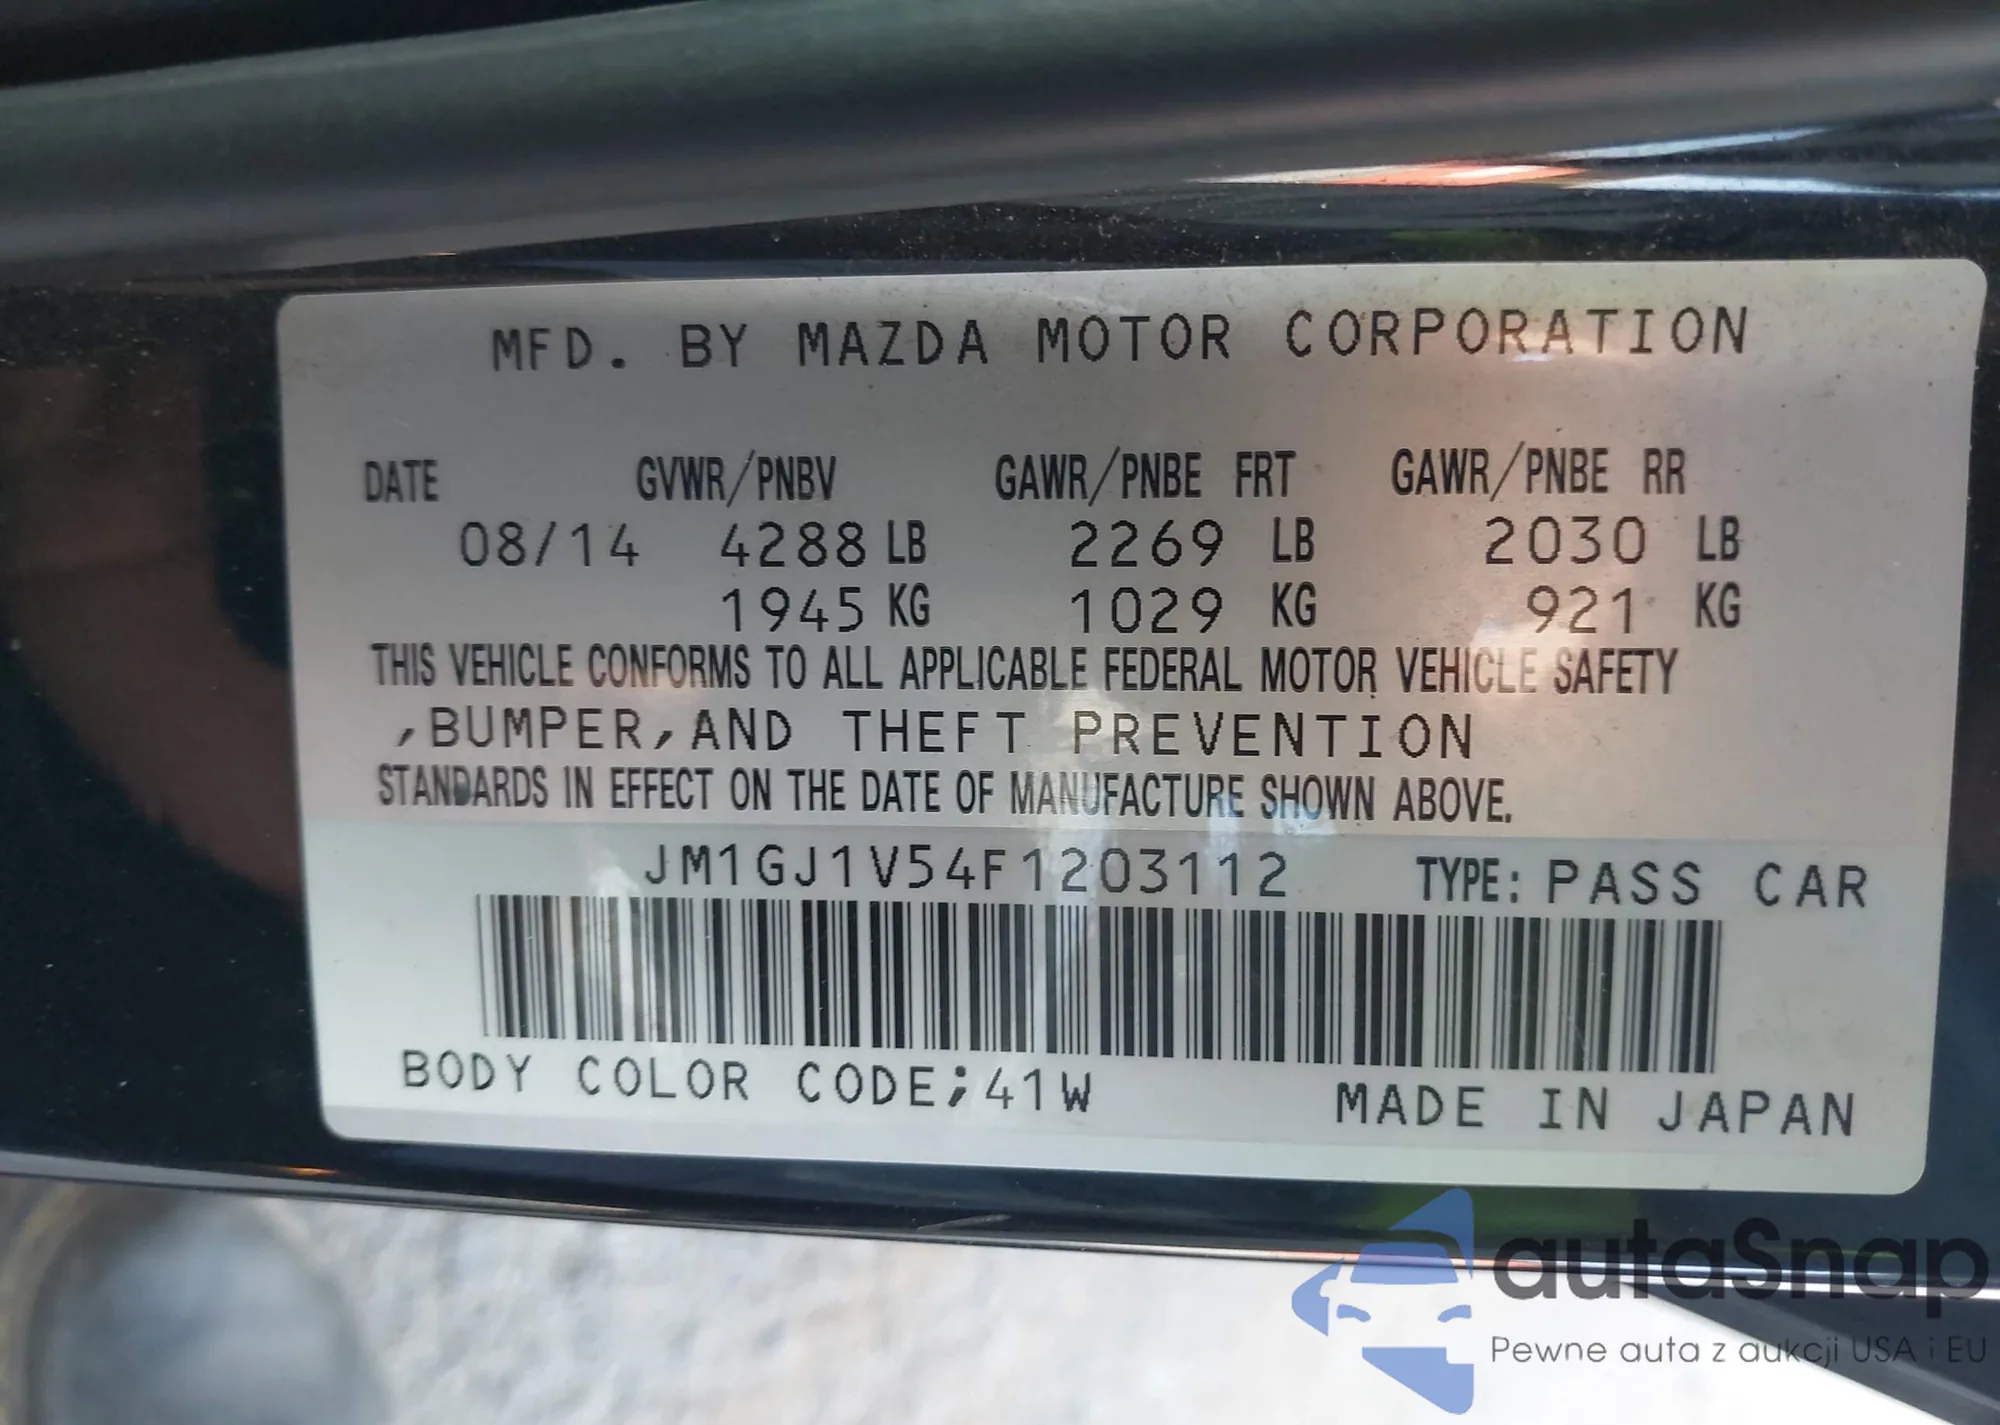 MFD. BY MAZDA MOTOR CORPORATION
DATE GVWR/PNBV GAWR/PNBE FRT GAWR/PNBE RR
08/14 4288 LB 2269 LB 2030 LB
1945 KG 1029 KG 921 KG
THIS VEHICLE CONFORMS TO ALL APPLICABLE FEDERAL MOTOR VEHICLE SAFETY
,BUMPER,AND THEFT PREVENTION
STANDARDS IN EFFECT ON THE DATE OF MANUFACTURE SHOWN ABOVE.
JM1GJ1V54F1203112 TYPE: PASS CAR
BODY COLOR CODE;41W MADE IN JAPAN
autaSnap
Pewne auta z aukcji USA i EU